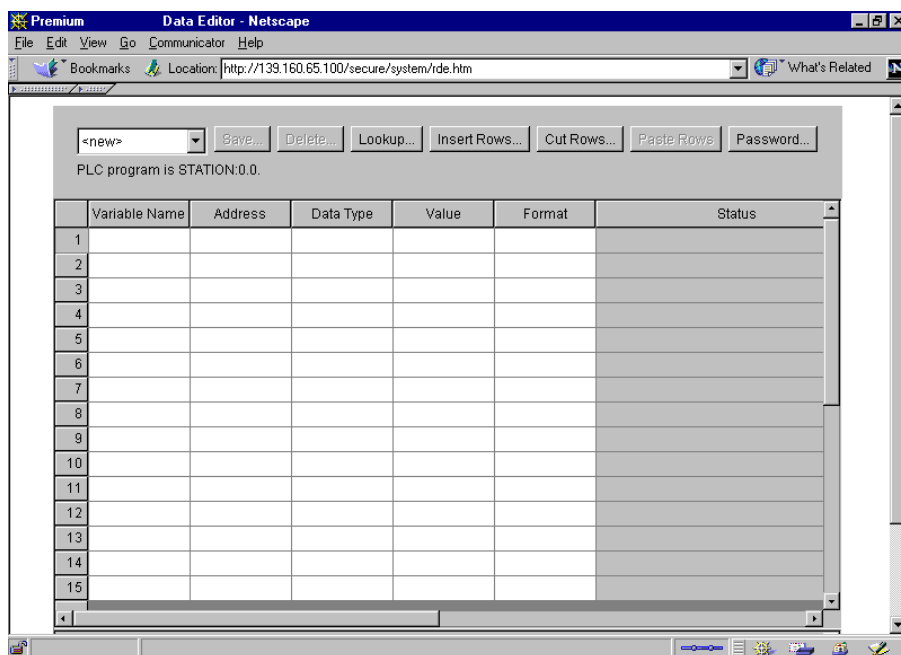 Premium Data Editor - Netscape
File Edit View Go Communicator Help
Bookmarks Location: http://139.160.65.100/secure/system/rde.htm What's Related N
<new> Save... Delete... Lookup... Insert Rows... Cut Rows... Paste Rows Password...
PLC program is STATION:0.0.
Variable Name Address Data Type Value Format Status
1
2
3
4
5
6
7
8
9
10
11
12
13
14
15